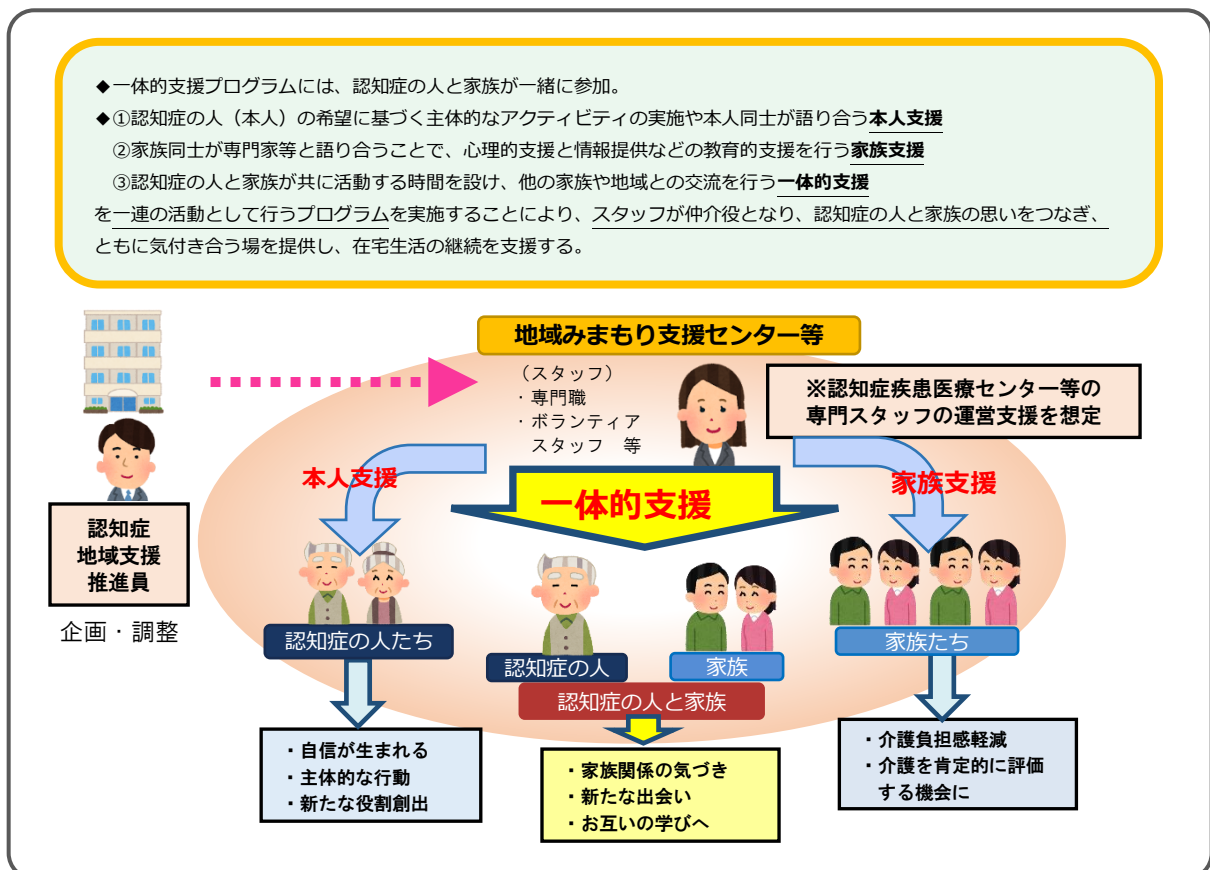 ◆一体的支援プログラムには、認知症の人と家族が一緒に参加。
◆①認知症の人（本人）の希望に基づく主体的なアクティビティの実施や本人同士が語り合う本人支援
②家族同士が専門家等と語り合うことで、心理的支援と情報提供などの教育的支援を行う家族支援
③認知症の人と家族が共に活動する時間を設け、他の家族や地域との交流を行う一体的支援
を一連の活動として行うプログラムを実施することにより、スタッフが仲介役となり、認知症の人と家族の思いをつなぎ、
ともに気付き合う場を提供し、在宅生活の継続を支援する。
地域みまもり支援センター等
（スタッフ）
・専門職
・ボランティア
スタッフ　等
※認知症疾患医療センター等の
専門スタッフの運営支援を想定
本人支援
一体的支援
家族支援
認知症
地域支援
推進員
企画・調整
認知症の人たち
認知症の人
家族
認知症の人と家族
家族たち
・自信が生まれる
・主体的な行動
・新たな役割創出
・家族関係の気づき
・新たな出会い
・お互いの学びへ
・介護負担感軽減
・介護を肯定的に評価
する機会に